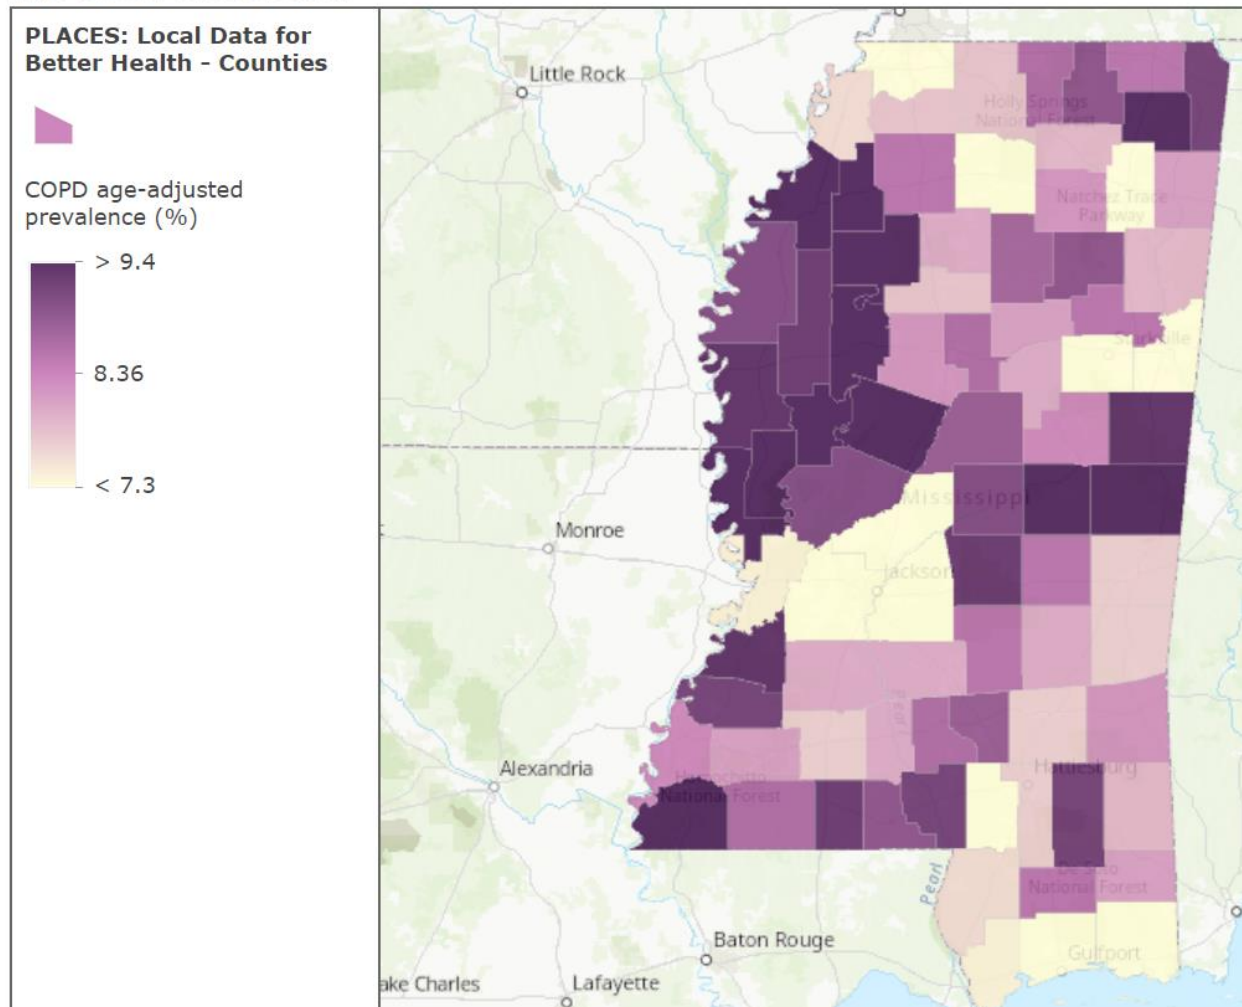 PLACES: Local Data for
Better Health - Counties
COPD age-adjusted
prevalence (%)
> 9.4
8.36
< 7.3
Little Rock
Holly Springs
National Forest
Natchez Trace
Parkway
Starkville
Mississippi
Monroe
Jackson
Pearl
Alexandria
Hattiesburg
Homochitto
National Forest
De Soto
National Forest
Pearl
Baton Rouge
Gulfport
ake Charles
Lafayette